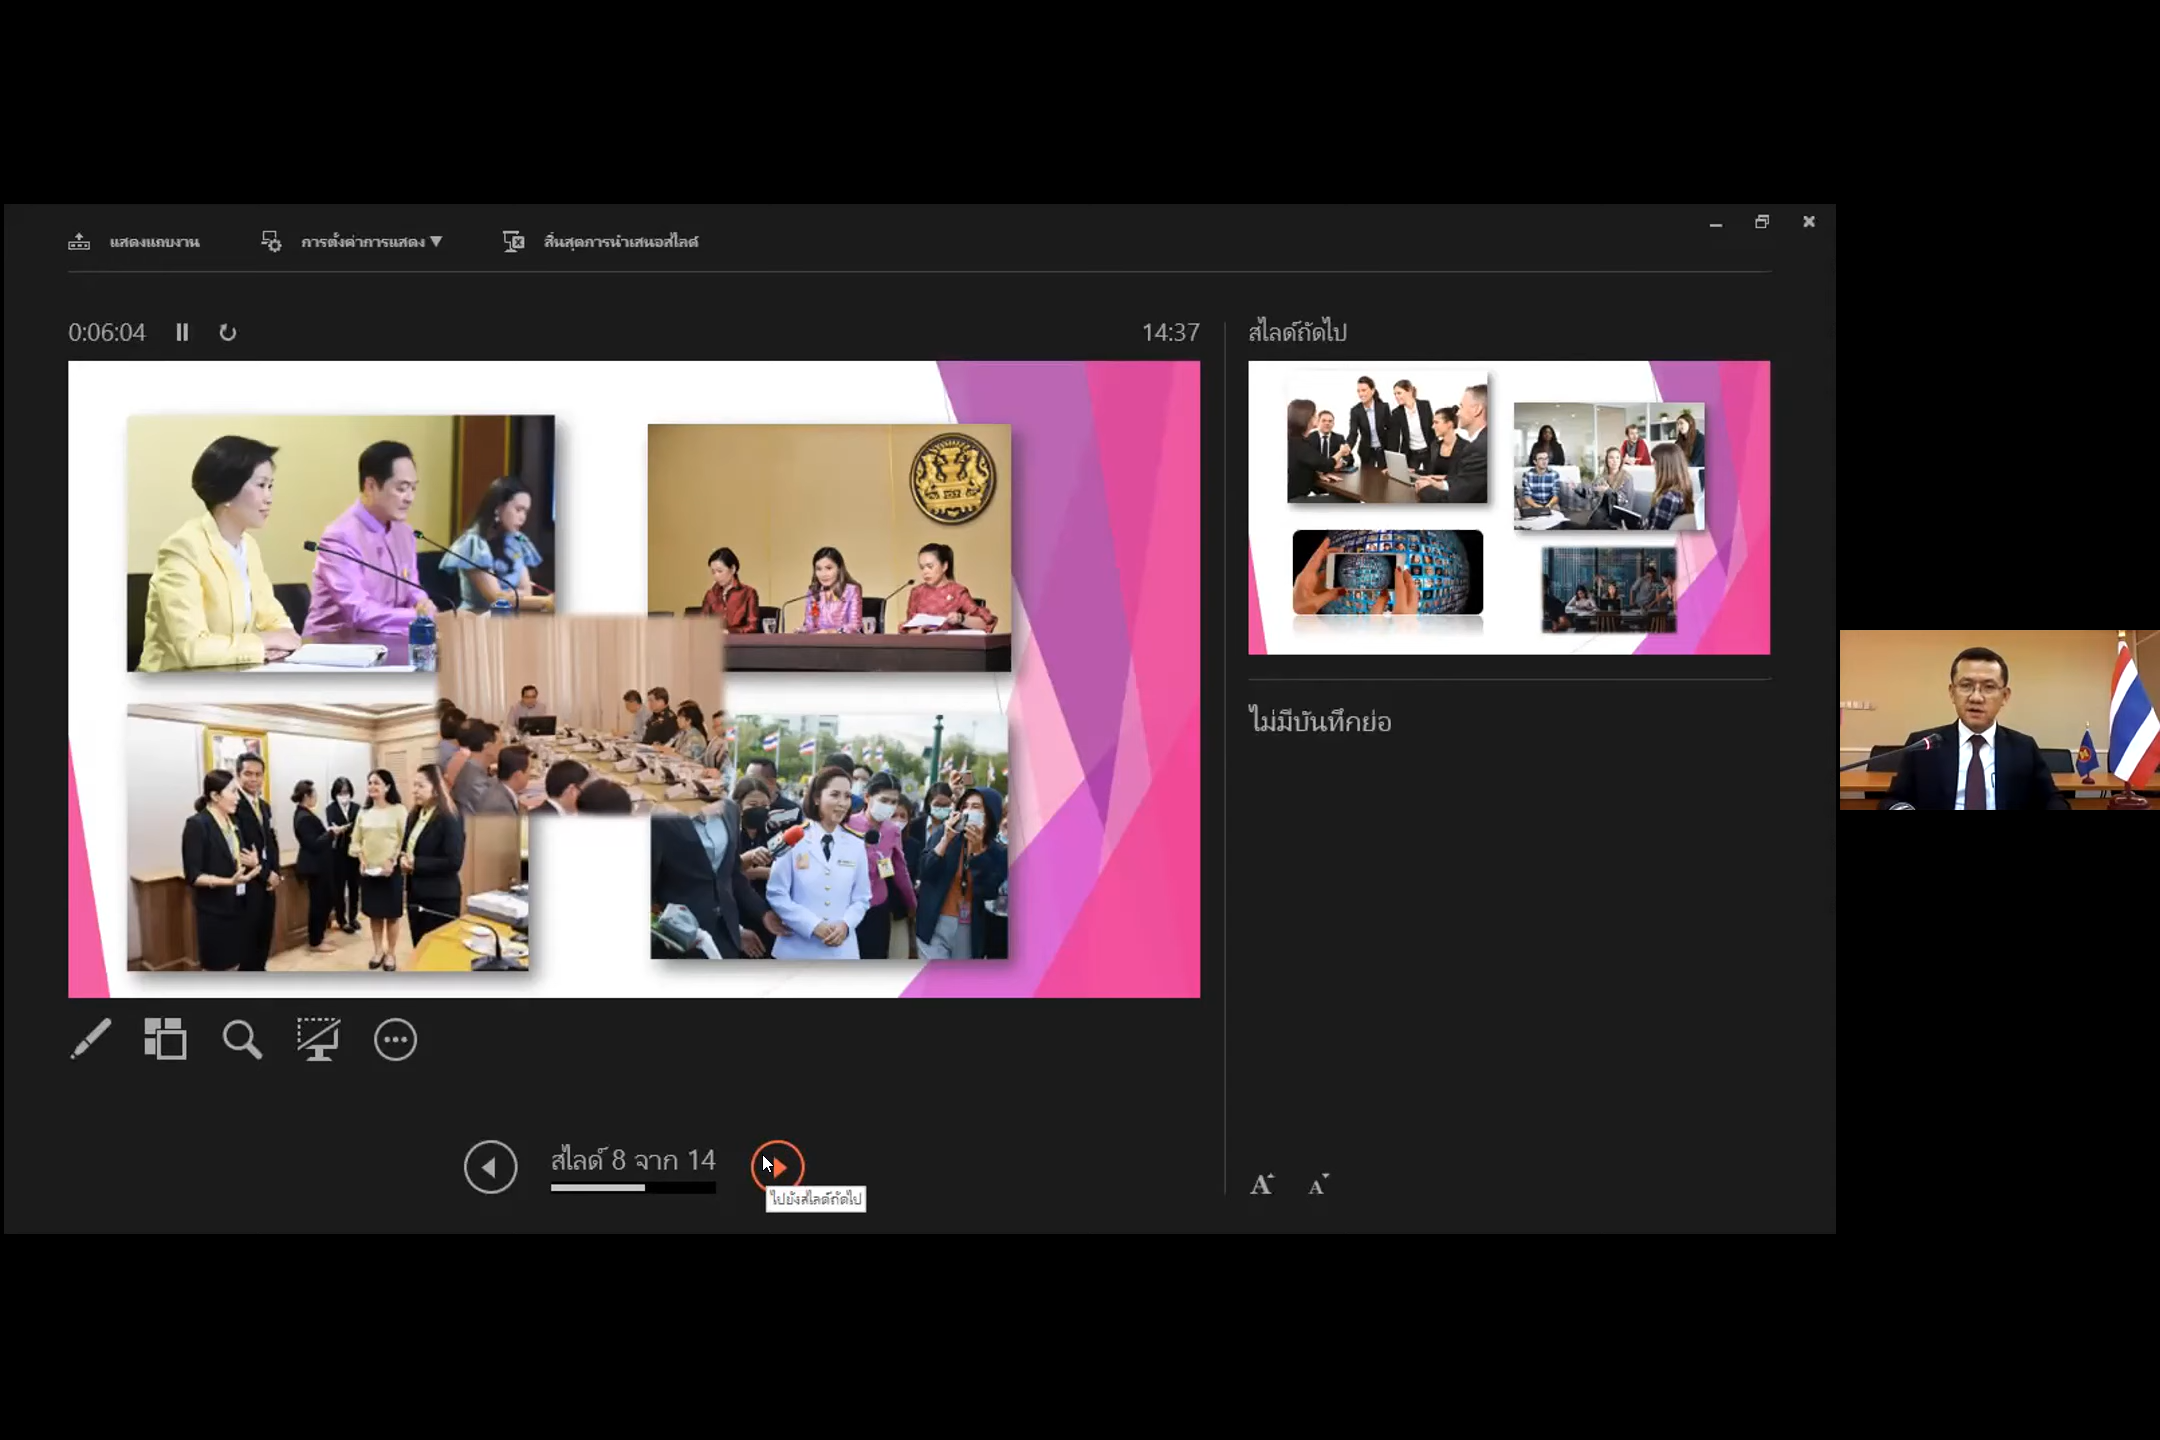 แสดงแถบงาน
การตั้งค่าการแสดง ▼
สิ้นสุดการนำเสนอสไลด์
0:06:04
14:37
สไลด์ถัดไป
ไม่มีบันทึกย่อ
สไลด์ 8 จาก 14
ไปยังสไลด์ถัดไป